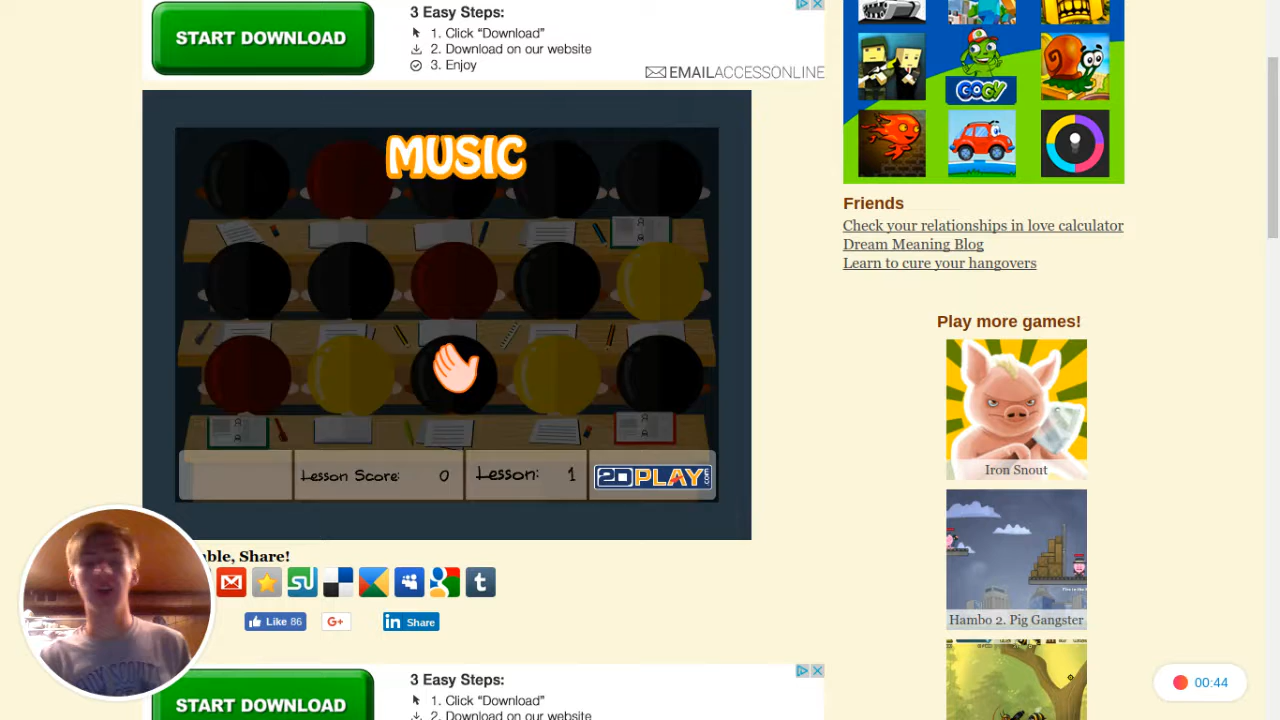 START DOWNLOAD
3 Easy Steps:
1. Click “Download”
2. Download on our website
3. Enjoy
EMAILACCESSONLINE
GOGY
MUSIC
Friends
Check your relationships in love calculator
Dream Meaning Blog
Learn to cure your hangovers
Play more games!
Iron Snout
Lesson Score: 0
Lesson: 1
2DPLAY.com
ble, Share!
Like 86
G+
in Share
Hambo 2. Pig Gangster
START DOWNLOAD
3 Easy Steps:
1. Click “Download”
2. Download on our website
00:44